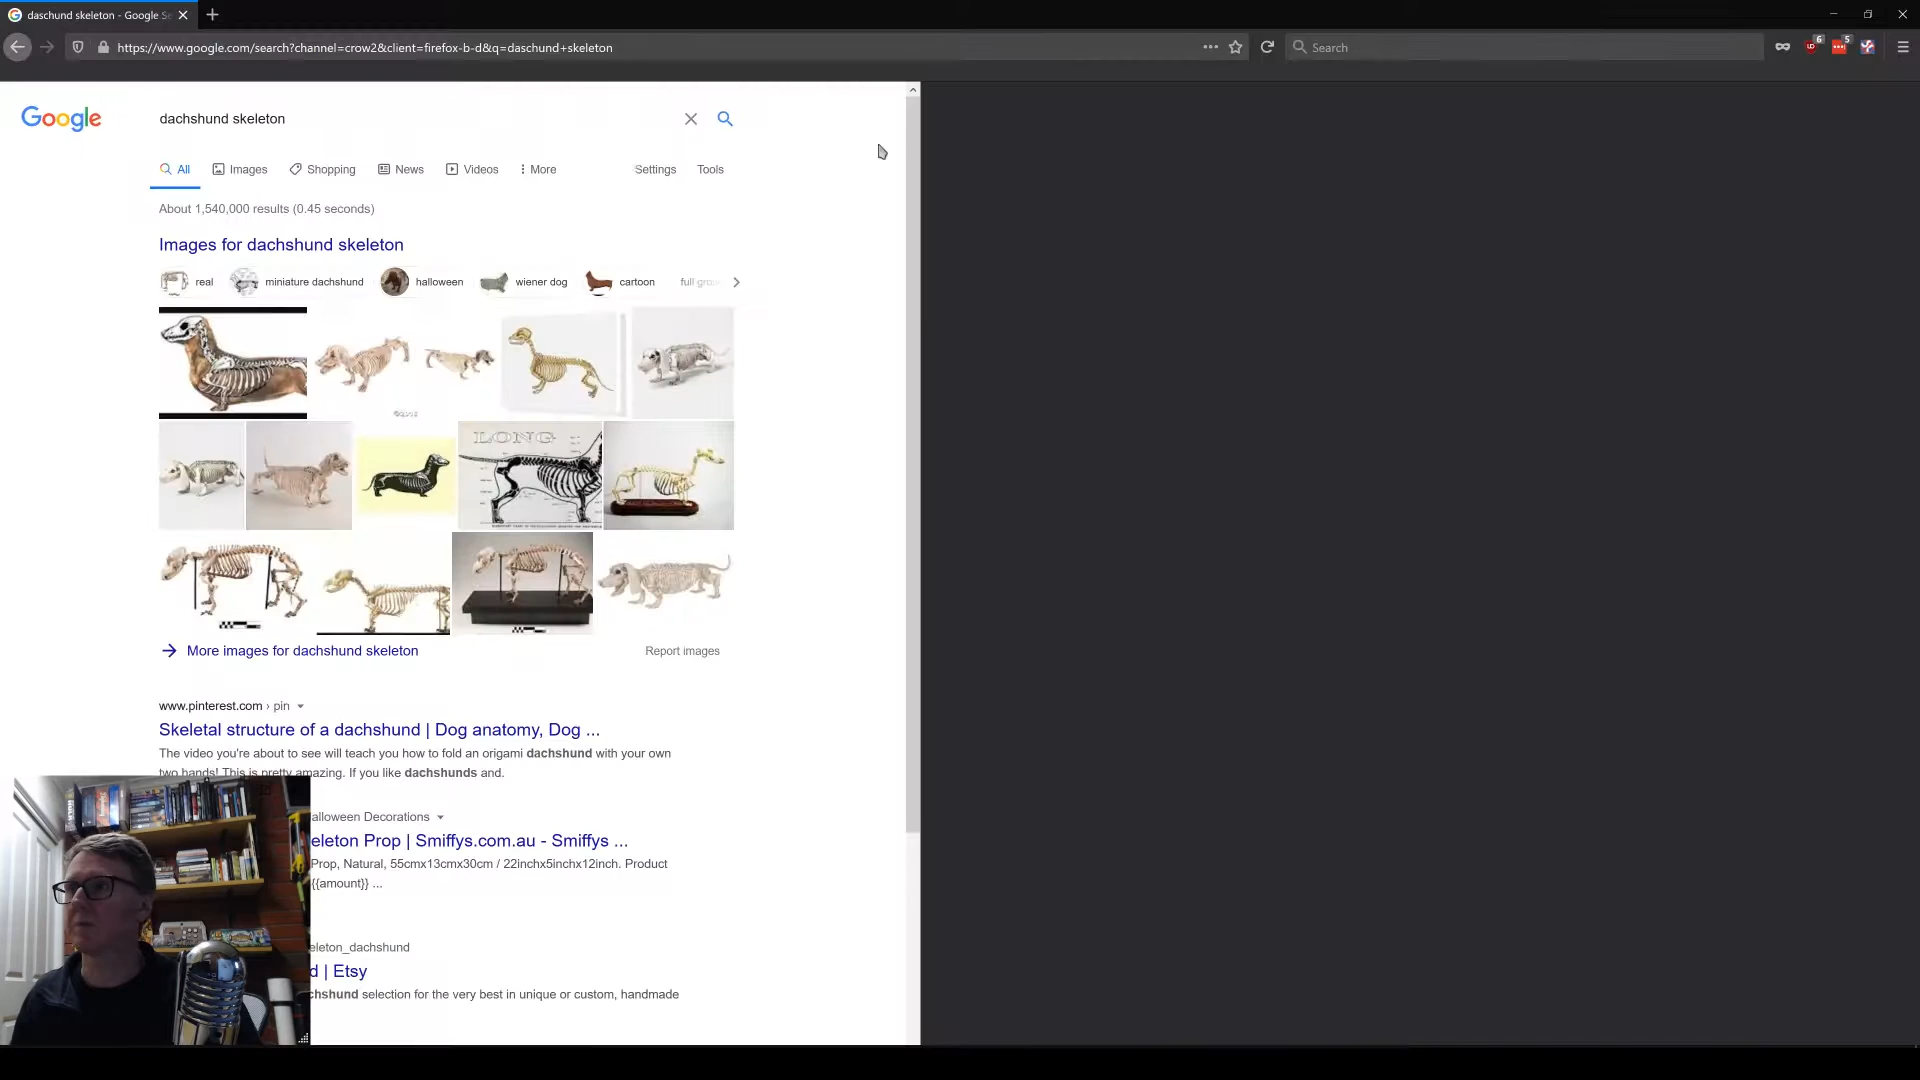 daschund skeleton - Google Se
https://www.google.com/search?channel=crow2&client=firefox-b-d&q=daschund+skeleton
Search
6
5
Google
dachshund skeleton
All
Images
Shopping
News
Videos
More
Settings
Tools
About 1,540,000 results (0.45 seconds)
Images for dachshund skeleton
real
miniature dachshund
halloween
wiener dog
cartoon
full
LONG
More images for dachshund skeleton
Report images
www.pinterest.com › pin
Skeletal structure of a dachshund | Dog anatomy, Dog ...
The video you're about to see will teach you how to fold an origami dachshund with your own
two hands! This is pretty amazing. If you like dachshunds and.
alloween Decorations
eleton Prop | Smiffys.com.au - Smiffys ...
Prop, Natural, 55cmx13cmx30cm / 22inchx5inchx12inch. Product
{{amount}} ...
eleton_dachshund
d | Etsy
chshund selection for the very best in unique or custom, handmade